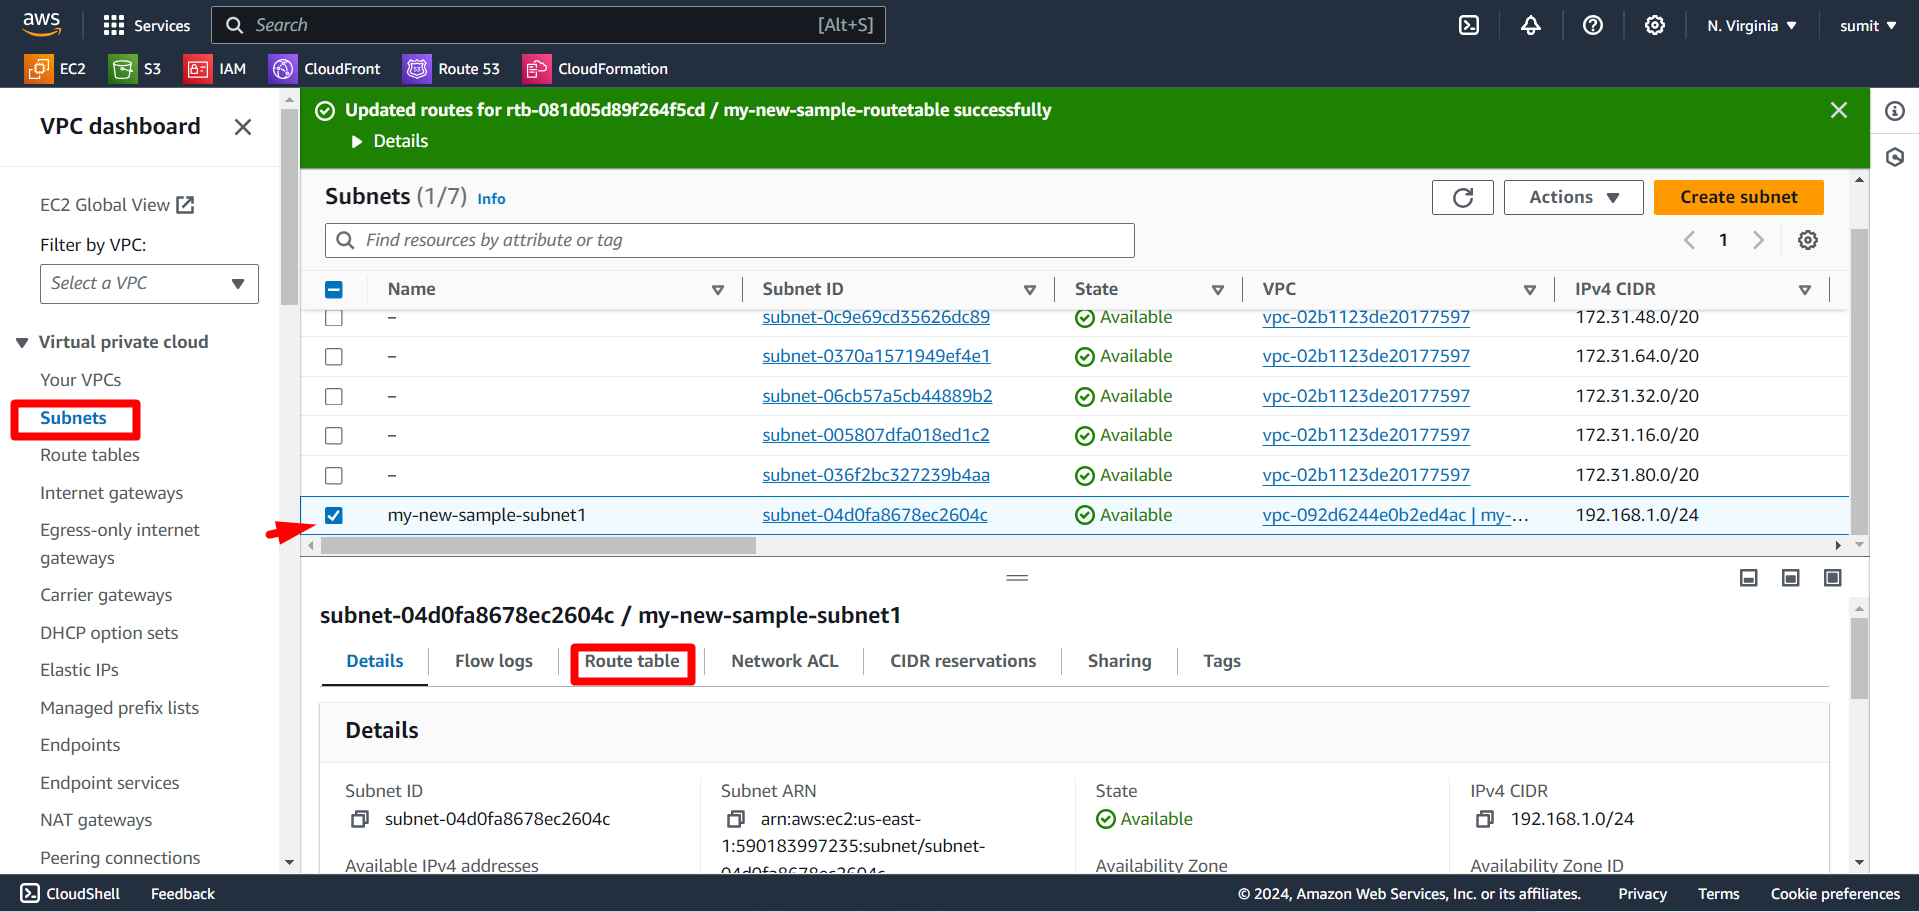 aws
Services
Search
[Alt+S]
N. Virginia
sumit
EC2
S3
IAM
CloudFront
Route 53
CloudFormation
VPC dashboard
EC2 Global View
Filter by VPC:
Select a VPC
Virtual private cloud
Your VPCs
Subnets
Route tables
Internet gateways
Egress-only internet
gateways
Carrier gateways
DHCP option sets
Elastic IPs
Managed prefix lists
Endpoints
Endpoint services
NAT gateways
Peering connections
Updated routes for rtb-081d05d89f264f5cd / my-new-sample-routetable successfully
Details
Subnets (1/7) Info
Actions
Create subnet
Find resources by attribute or tag
1
Name Subnet ID State VPC IPv4 CIDR
– subnet-0c9e69cd35626dc89 Available vpc-02b1123de20177597 172.31.48.0/20
– subnet-0370a1571949ef4e1 Available vpc-02b1123de20177597 172.31.64.0/20
– subnet-06cb57a5cb44889b2 Available vpc-02b1123de20177597 172.31.32.0/20
– subnet-005807dfa018ed1c2 Available vpc-02b1123de20177597 172.31.16.0/20
– subnet-036f2bc327239b4aa Available vpc-02b1123de20177597 172.31.80.0/20
my-new-sample-subnet1 subnet-04d0fa8678ec2604c Available vpc-092d6244e0b2ed4ac | my-... 192.168.1.0/24
subnet-04d0fa8678ec2604c / my-new-sample-subnet1
Details Flow logs Route table Network ACL CIDR reservations Sharing Tags
Details
Subnet ID
subnet-04d0fa8678ec2604c
Available IPv4 addresses
Subnet ARN
arn:aws:ec2:us-east-
1:590183997235:subnet/subnet-
04d0fa8678ec2604c
State
Available
Availability Zone
IPv4 CIDR
192.168.1.0/24
Availability Zone ID
CloudShell
Feedback
© 2024, Amazon Web Services, Inc. or its affiliates.
Privacy
Terms
Cookie preferences